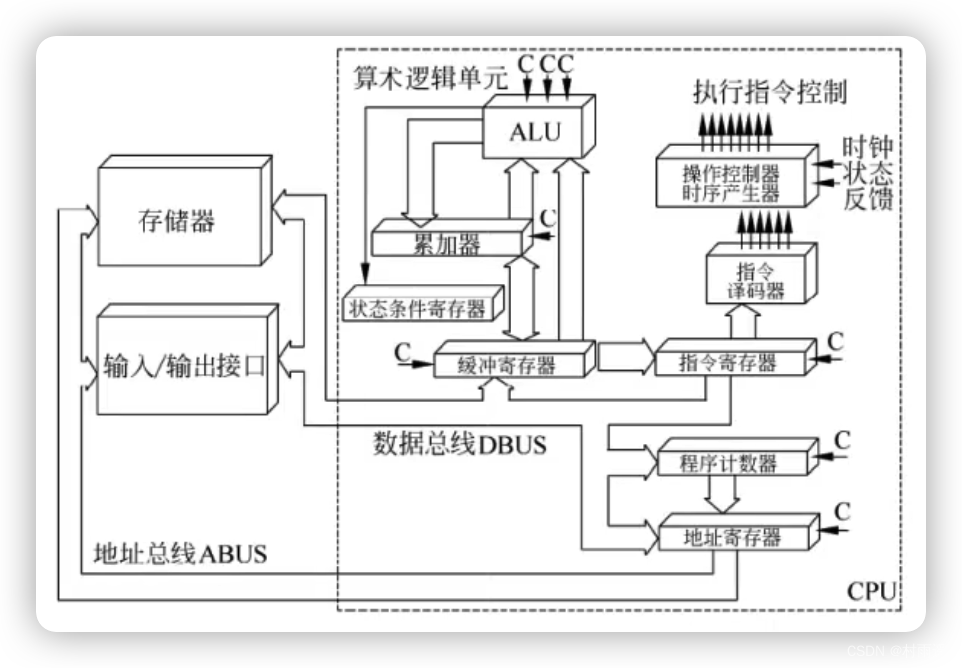 算术逻辑单元
C CC
ALU
执行指令控制
操作控制器
时序产生器
时钟
状态
反馈
存储器
累加器
C
指令
译码器
状态条件寄存器
输入/输出接口
C
缓冲寄存器
指令寄存器
C
数据总线DBUS
程序计数器
C
地址寄存器
C
地址总线ABUS
CPU